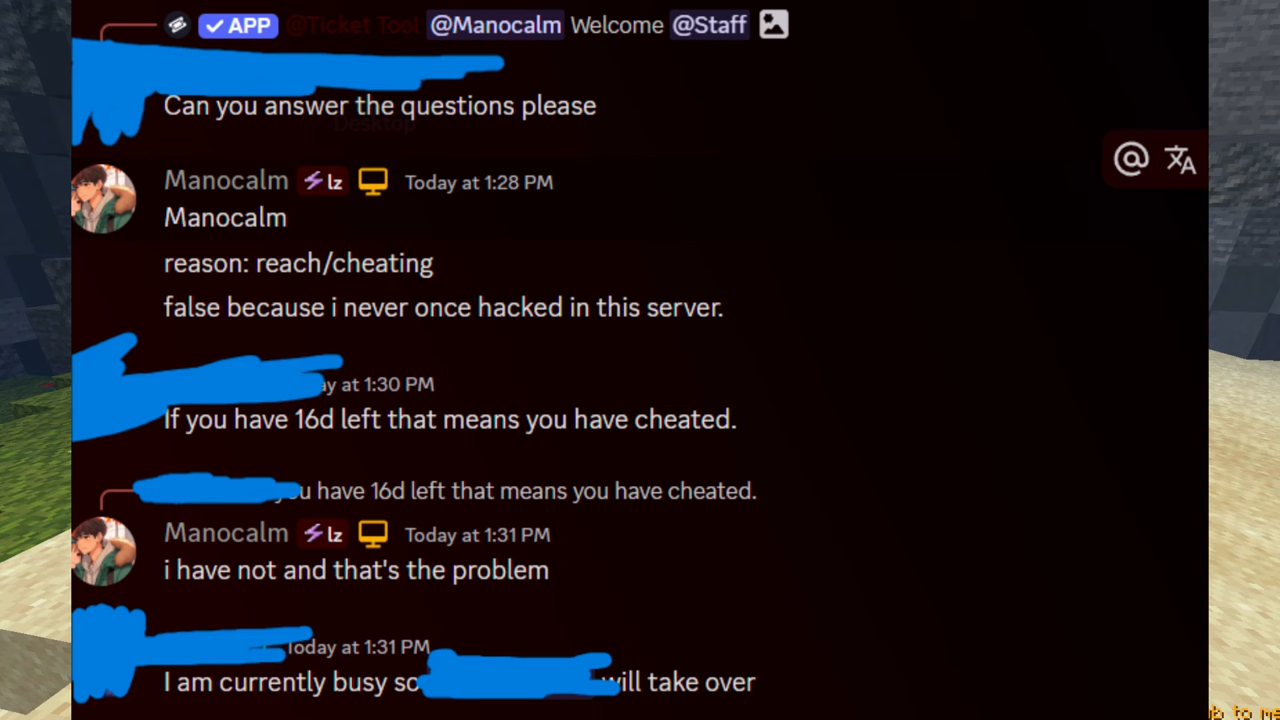 APP @Ticket Tool @Manocalm Welcome @Staff
Can you answer the questions please
Desktop
Manocalm lz Today at 1:28 PM
Manocalm
reason: reach/cheating
false because i never once hacked in this server.
ay at 1:30 PM
If you have 16d left that means you have cheated.
u have 16d left that means you have cheated.
Manocalm lz Today at 1:31 PM
i have not and that's the problem
Today at 1:31 PM
I am currently busy so will take over